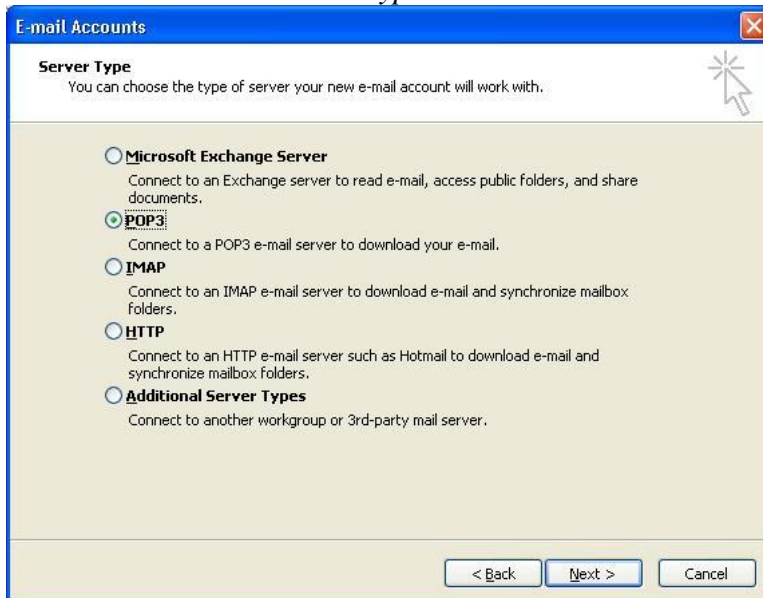 E-mail Accounts
Server Type
You can choose the type of server your new e-mail account will work with.
Microsoft Exchange Server
Connect to an Exchange server to read e-mail, access public folders, and share
documents.
POP3
Connect to a POP3 e-mail server to download your e-mail.
IMAP
Connect to an IMAP e-mail server to download e-mail and synchronize mailbox
folders.
HTTP
Connect to an HTTP e-mail server such as Hotmail to download e-mail and
synchronize mailbox folders.
Additional Server Types
Connect to another workgroup or 3rd-party mail server.
< Back Next > Cancel